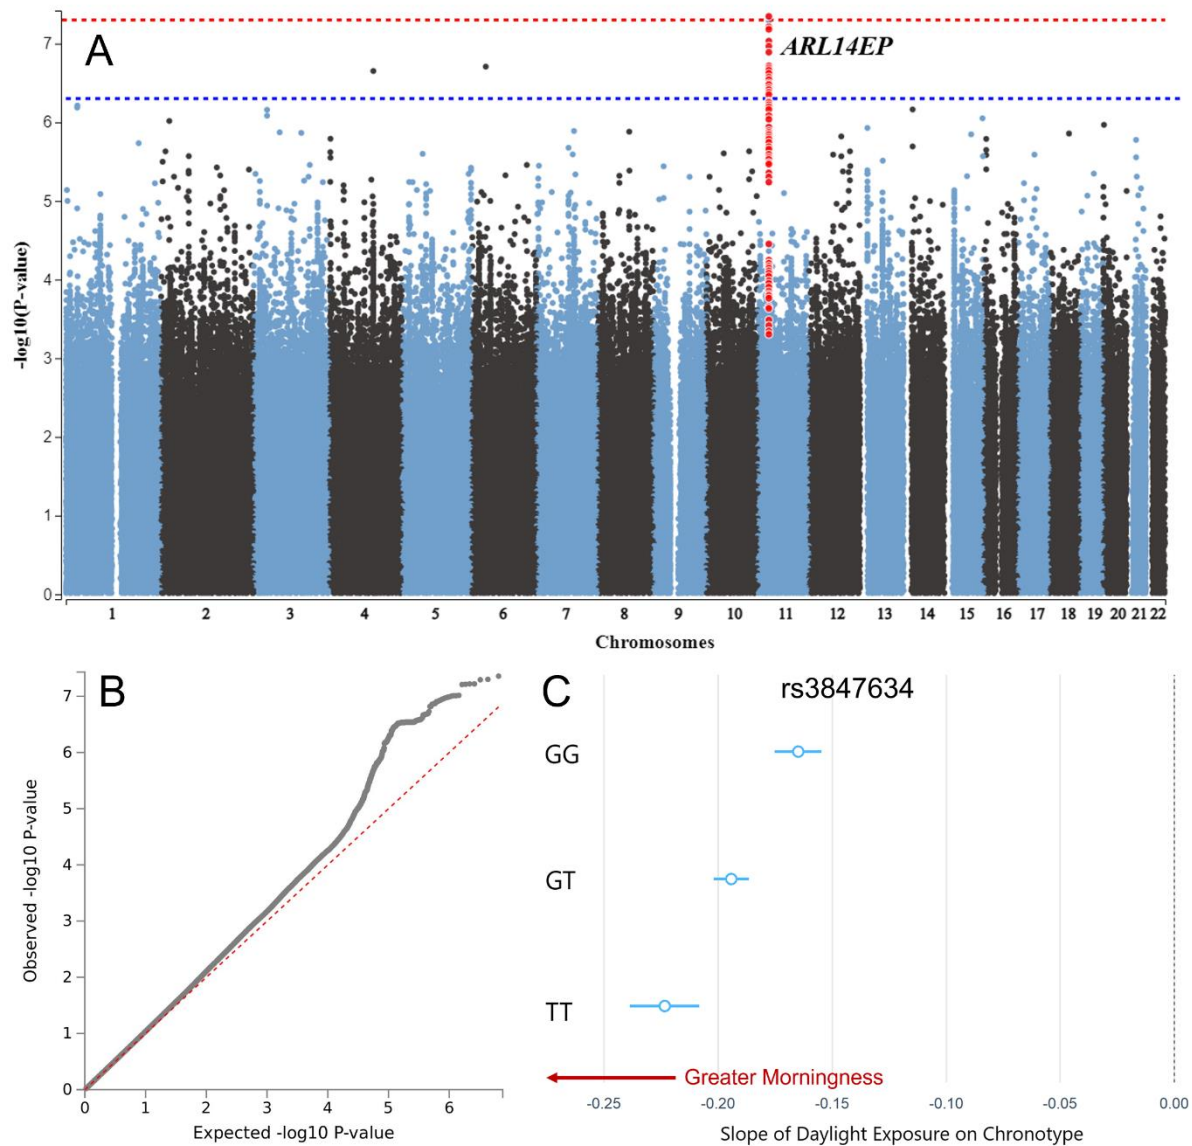 A
ARL14EP
7
6
5
4
3
2
1
0
-log10(P-value)
1 2 3 4 5 6 7 8 9 10 11 12 13 14 15 16 17 18 19 20 21 22
Chromosomes
B
7
6
5
4
3
2
1
0
Observed -log10 P-value
0 1 2 3 4 5 6
Expected -log10 P-value
C
rs3847634
GG
GT
TT
Greater Morningness
-0.25 -0.20 -0.15 -0.10 -0.05 0.00
Slope of Daylight Exposure on Chronotype